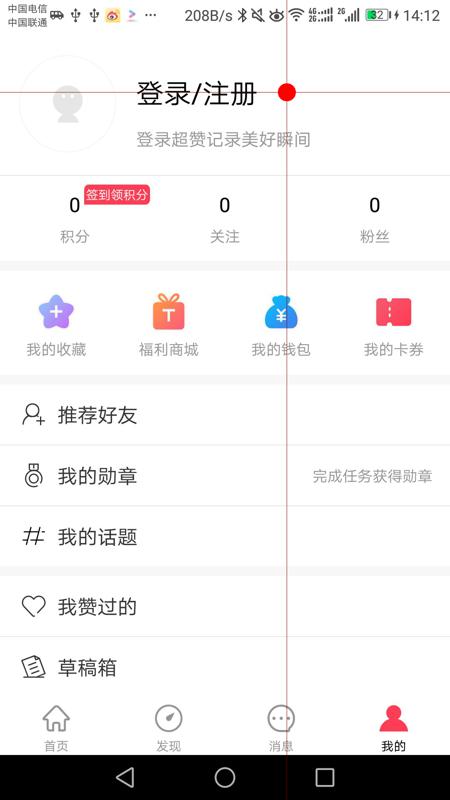 中国电信
中国联通
208B/s 4G 2G 2G 32 14:12
登录/注册
登录超赞记录美好瞬间
0 签到领积分 0 0
积分 关注 粉丝
我的收藏 福利商城 我的钱包 我的卡券
推荐好友
我的勋章 完成任务获得勋章
我的话题
我赞过的
草稿箱
首页 发现 消息 我的